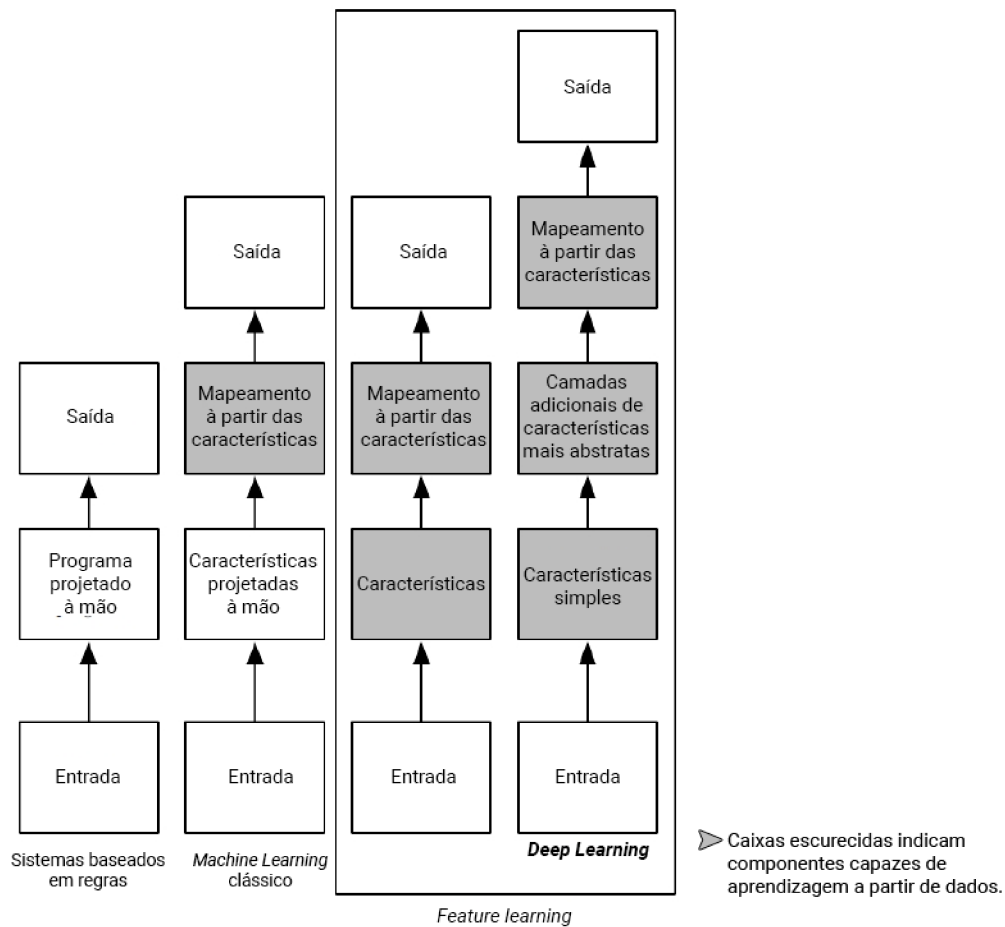 Saída
Mapeamento
à partir das
características
Camadas
adicionais de
características
mais abstratas
Características
simples
Entrada
Deep Learning
Saída
Mapeamento
à partir das
características
Características
Entrada
Saída
Mapeamento
à partir das
características
Características
projetadas
à mão
Entrada
Machine Learning
clássico
Saída
Programa
projetado
à mão
Entrada
Sistemas baseados
em regras
Feature learning
Caixas escurecidas indicam
componentes capazes de
aprendizagem a partir de dados.